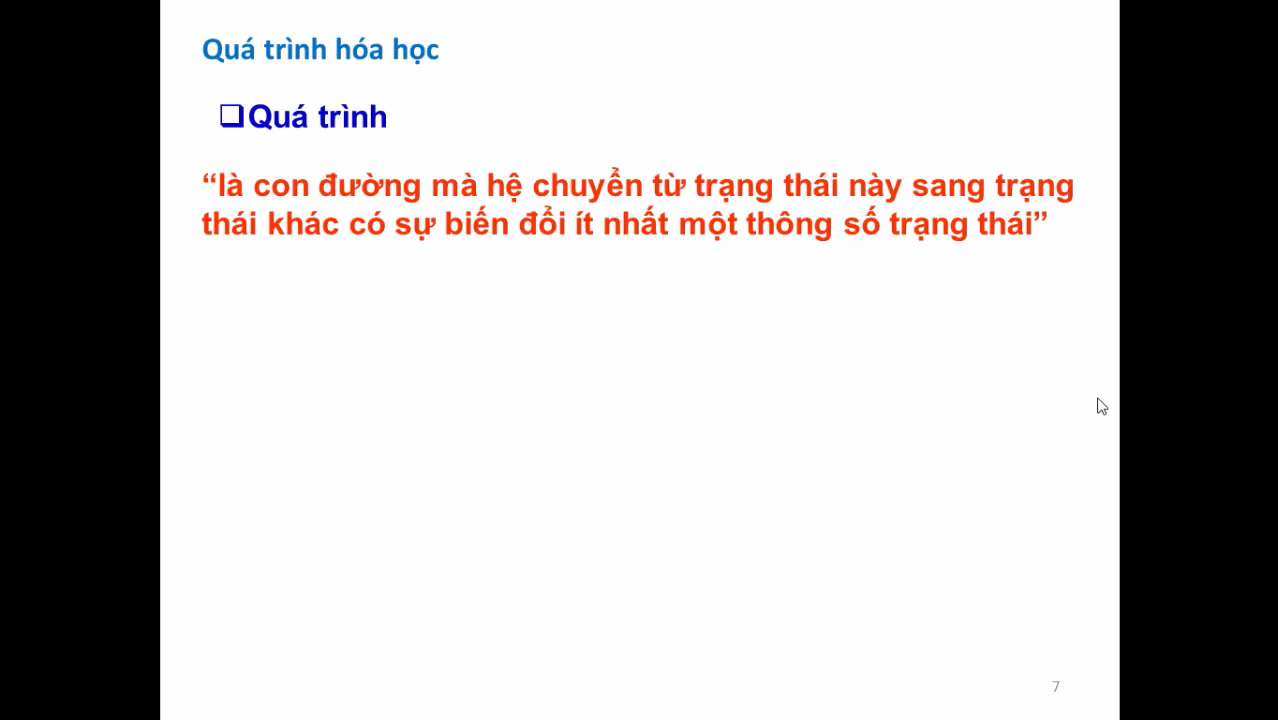 Quá trình hóa học
❑Quá trình
“là con đường mà hệ chuyển từ trạng thái này sang trạng
thái khác có sự biến đổi ít nhất một thông số trạng thái”
7